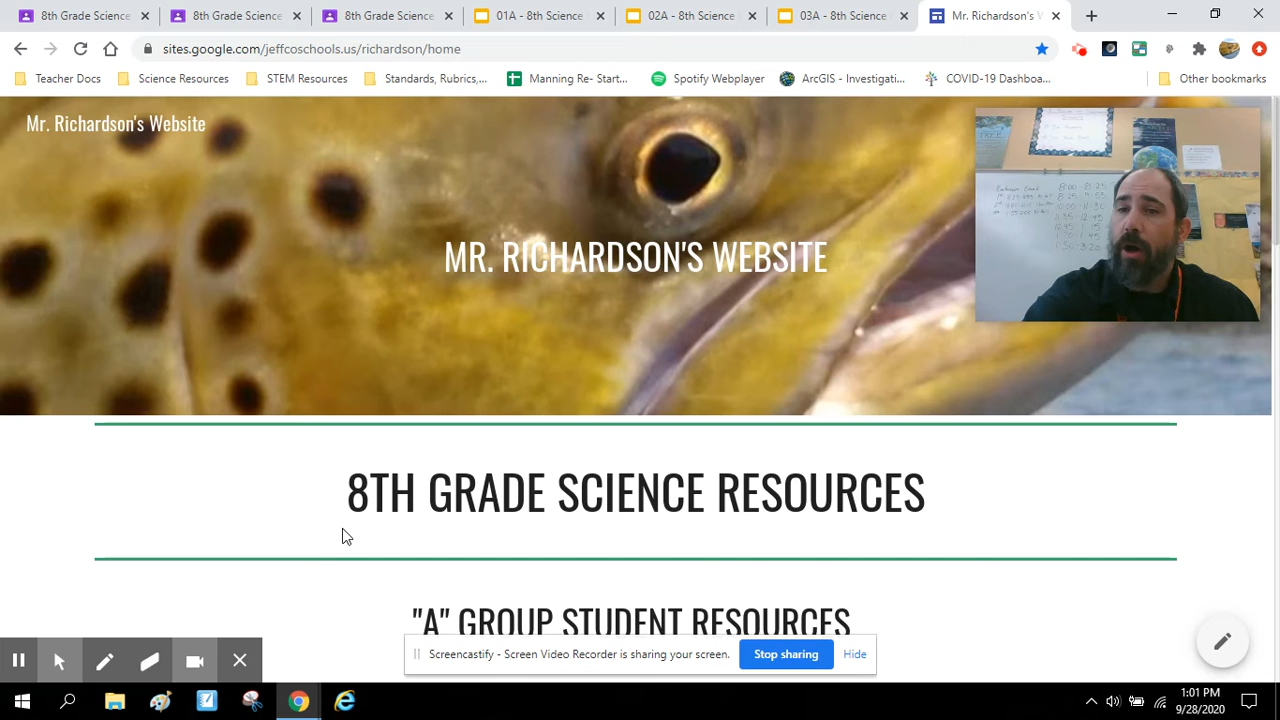 8th Grade Science
8th Grade Science
8th Grade Science
01A - 8th Science
02A - 8th Science
03A - 8th Science
Mr. Richardson's W
sites.google.com/jeffcoschools.us/richardson/home
Teacher Docs
Science Resources
STEM Resources
Standards, Rubrics,...
Manning Re- Start...
Spotify Webplayer
ArcGIS - Investigati...
COVID-19 Dashboa...
Other bookmarks
Mr. Richardson's Website
MR. RICHARDSON'S WEBSITE
8TH GRADE SCIENCE RESOURCES
"A" GROUP STUDENT RESOURCES
Screencastify - Screen Video Recorder is sharing your screen.
Stop sharing
Hide
1:01 PM
9/28/2020